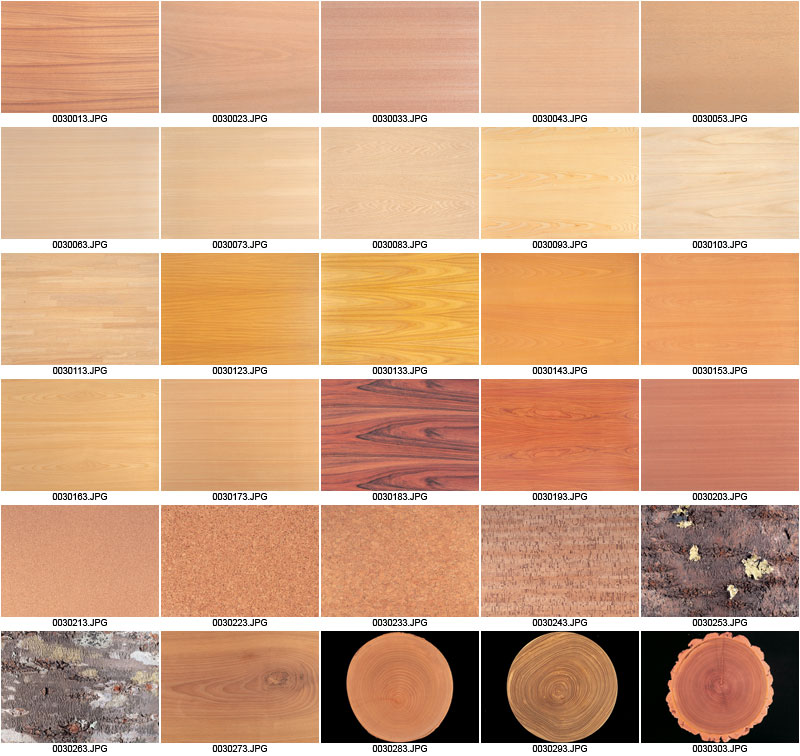 0030013.JPG 0030023.JPG 0030033.JPG 0030043.JPG 0030053.JPG
0030063.JPG 0030073.JPG 0030083.JPG 0030093.JPG 0030103.JPG
0030113.JPG 0030123.JPG 0030133.JPG 0030143.JPG 0030153.JPG
0030163.JPG 0030173.JPG 0030183.JPG 0030193.JPG 0030203.JPG
0030213.JPG 0030223.JPG 0030233.JPG 0030243.JPG 0030253.JPG
0030263.JPG 0030273.JPG 0030283.JPG 0030293.JPG 0030303.JPG